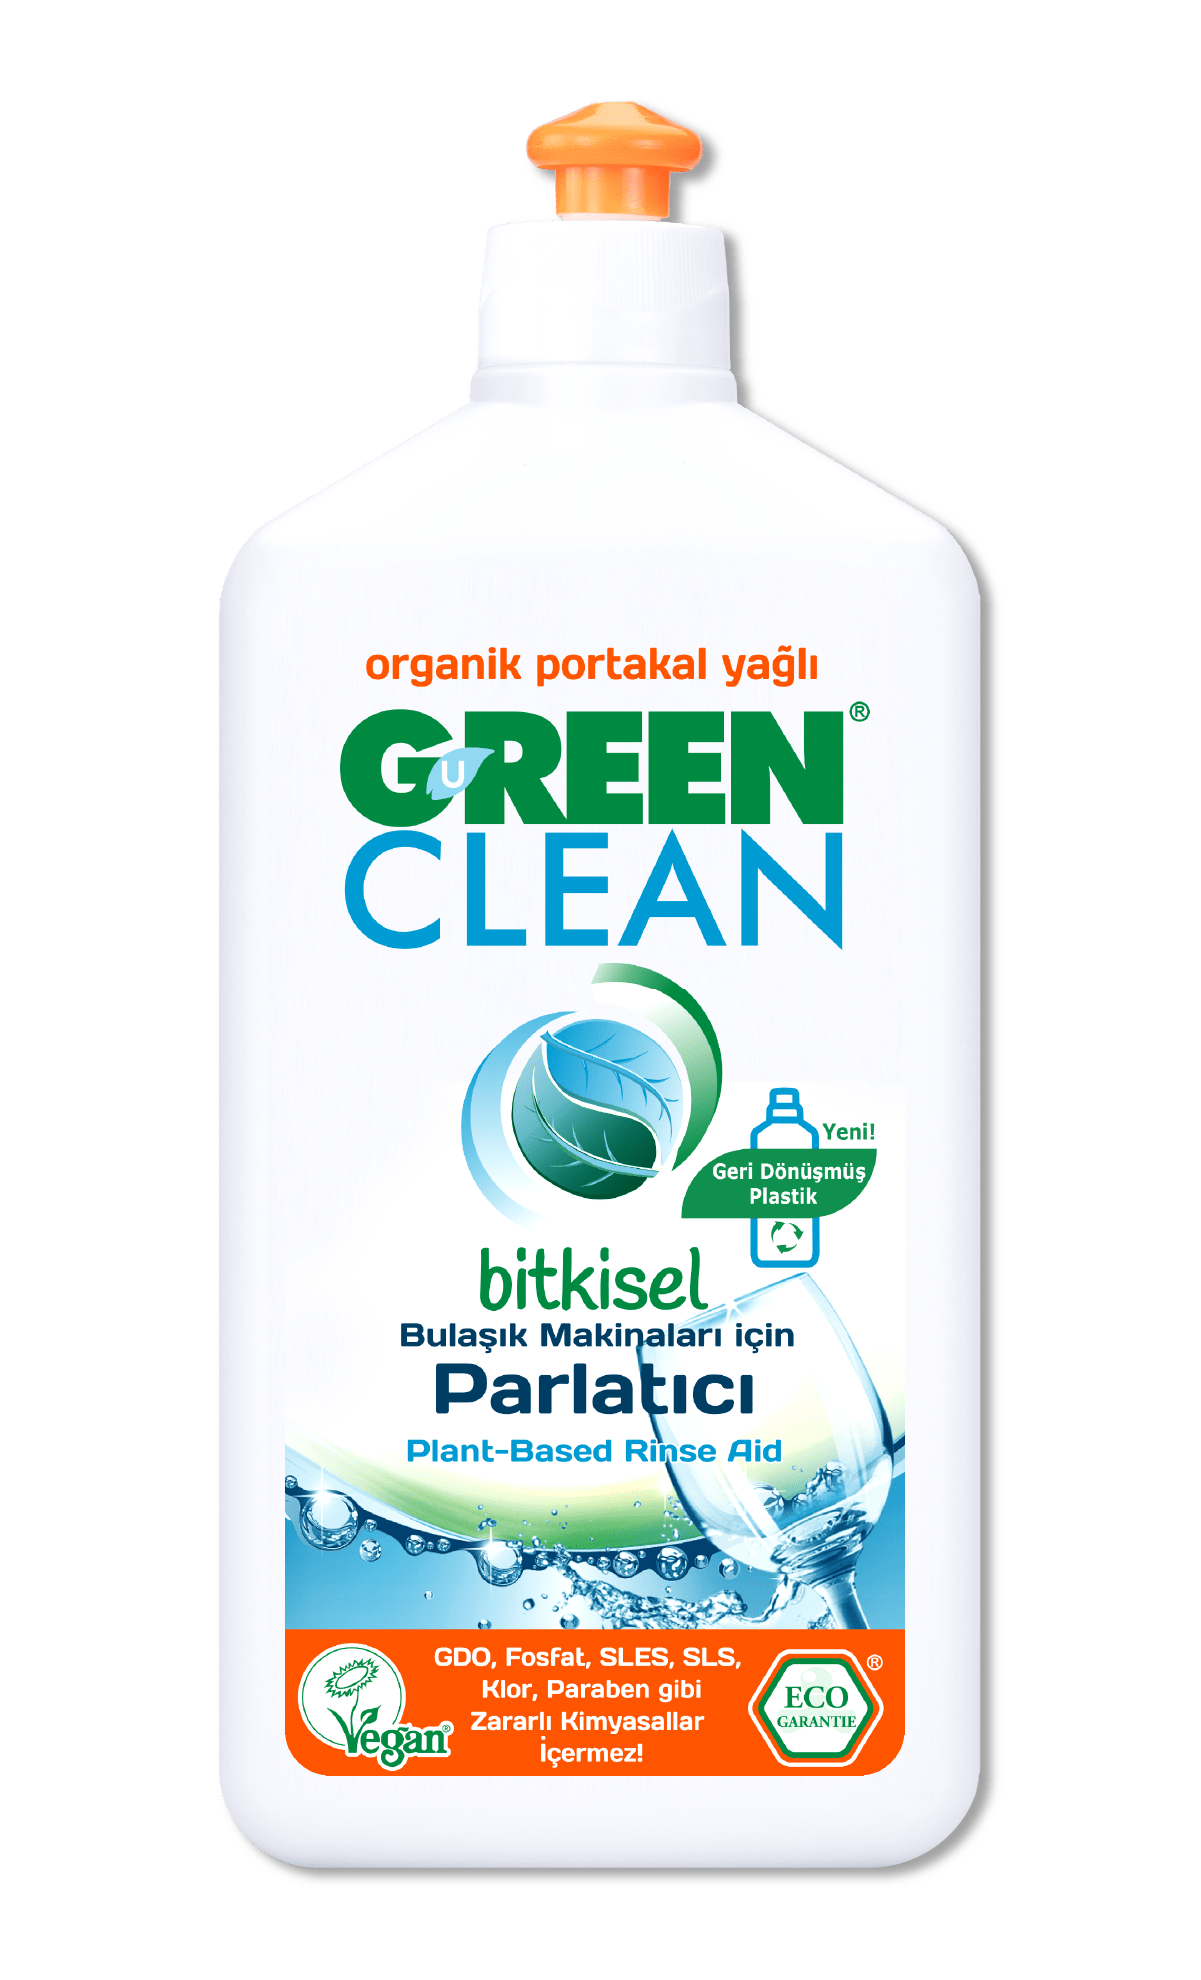 organik portakal yağlı
GUREEN®
CLEAN
Yeni!
Geri Dönüşmüş
Plastik
bitkisel
Bulaşık Makinaları için
Parlatıcı
Plant-Based Rinse Aid
GDO, Fosfat, SLES, SLS,
Klor, Paraben gibi
Zararlı Kimyasallar
İçermez!
Vegan®
ECO
GARANTIE
®